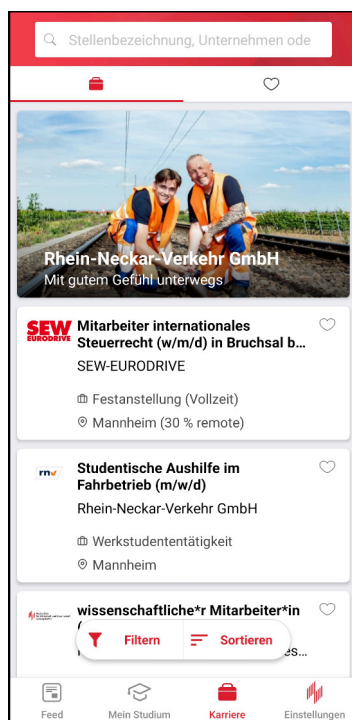 Stellenbezeichnung, Unternehmen ode
Rhein-Neckar-Verkehr GmbH
Mit gutem Gefühl unterwegs
SEW
EURODRIVE
Mitarbeiter internationales
Steuerrecht (w/m/d) in Bruchsal b...
SEW-EURODRIVE
Festanstellung (Vollzeit)
Mannheim (30 % remote)
rnv
Studentische Aushilfe im
Fahrbetrieb (m/w/d)
Rhein-Neckar-Verkehr GmbH
Werkstudententätigkeit
Mannheim
wissenschaftliche*r Mitarbeiter*in
Filtern
Sortieren
Feed
Mein Studium
Karriere
Einstellungen